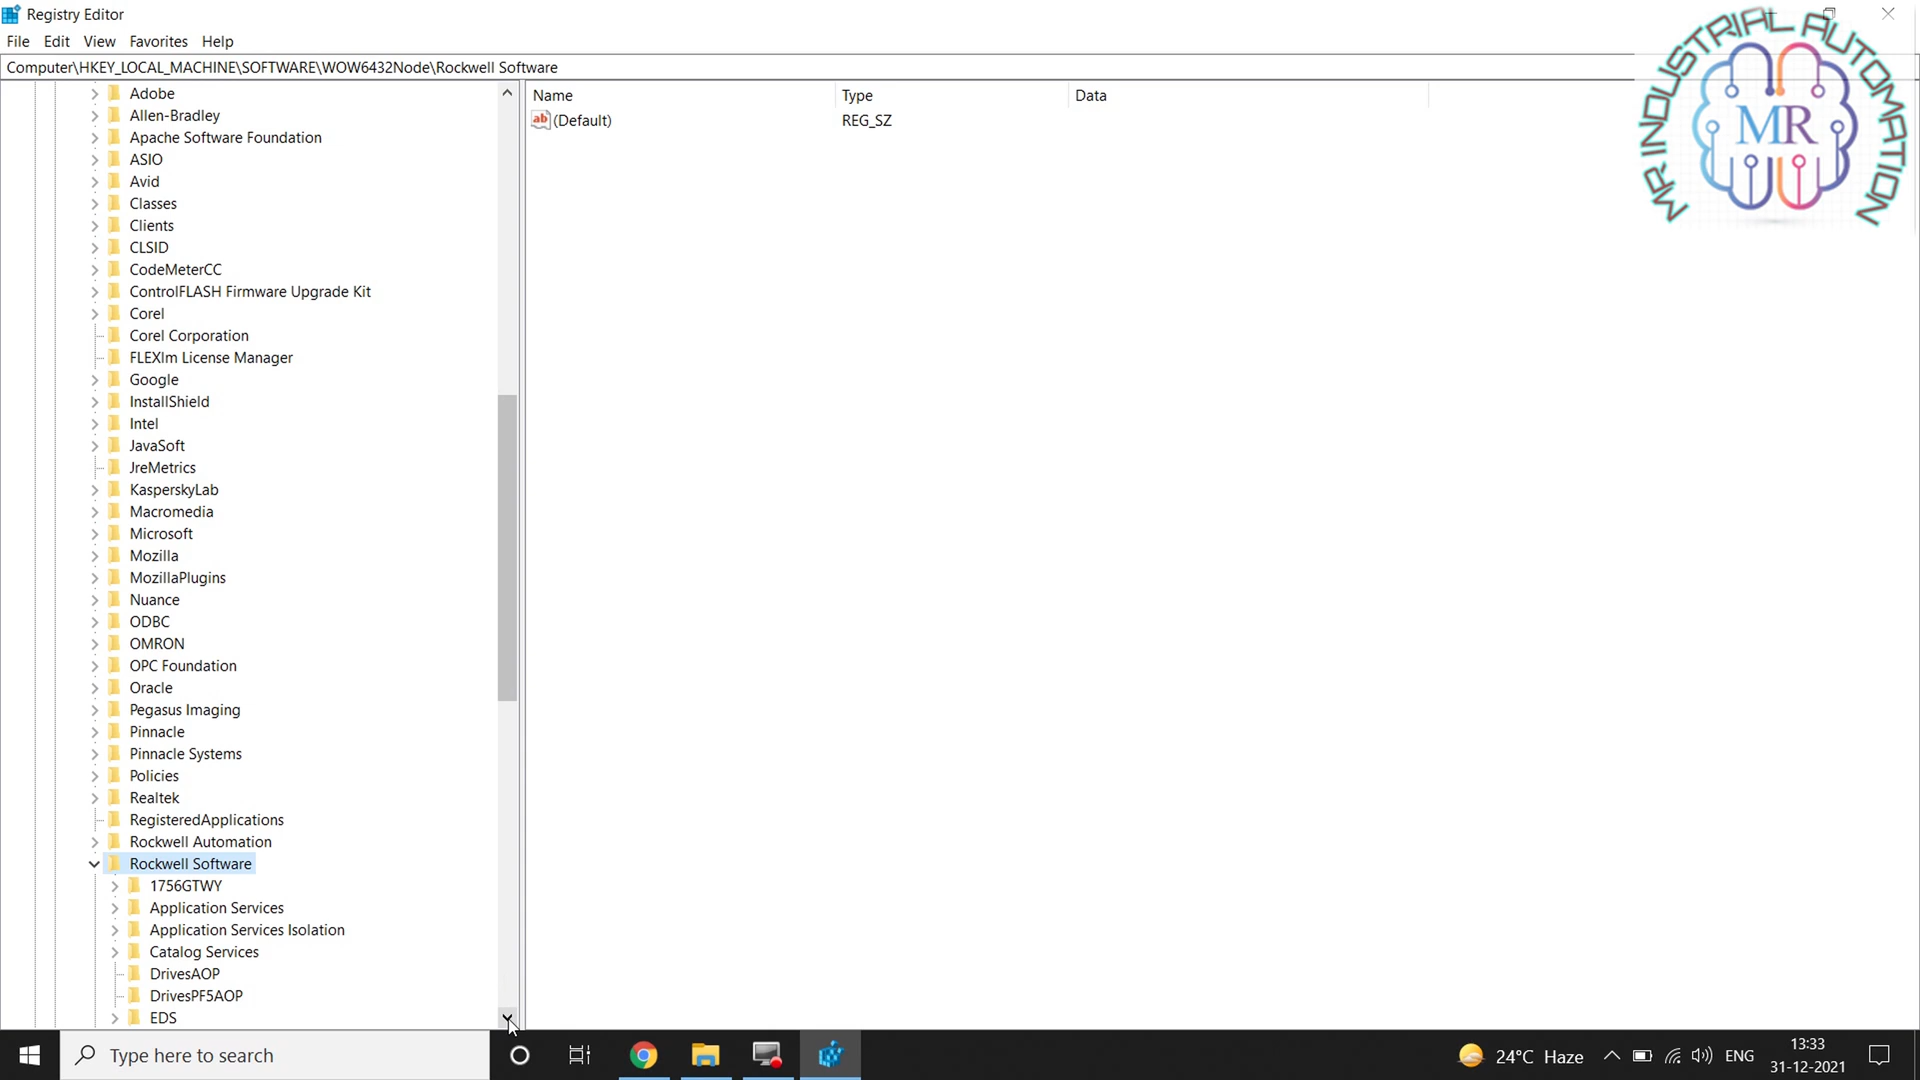 Registry Editor
File Edit View Favorites Help
Computer\HKEY_LOCAL_MACHINE\SOFTWARE\WOW6432Node\Rockwell Software
Name Type Data
ab (Default) REG_SZ
Adobe
Allen-Bradley
Apache Software Foundation
ASIO
Avid
Classes
Clients
CLSID
CodeMeterCC
ControlFLASH Firmware Upgrade Kit
Corel
Corel Corporation
FLEXlm License Manager
Google
InstallShield
Intel
JavaSoft
JreMetrics
KasperskyLab
Macromedia
Microsoft
Mozilla
MozillaPlugins
Nuance
ODBC
OMRON
OPC Foundation
Oracle
Pegasus Imaging
Pinnacle
Pinnacle Systems
Policies
Realtek
RegisteredApplications
Rockwell Automation
Rockwell Software
1756GTWY
Application Services
Application Services Isolation
Catalog Services
DrivesAOP
DrivesPF5AOP
EDS
MR INDUSTRIAL AUTOMATION
MR
Type here to search
24°C Haze
ENG
13:33
31-12-2021